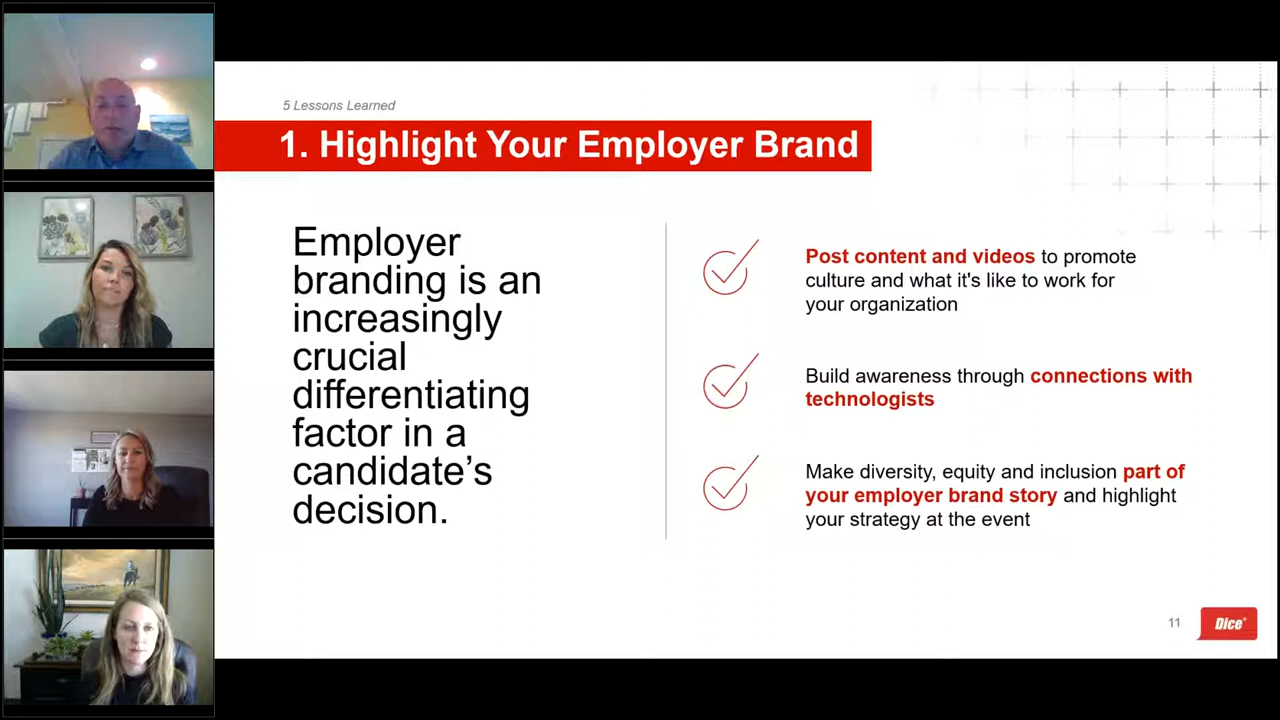 5 Lessons Learned
1. Highlight Your Employer Brand
Employer
branding is an
increasingly
crucial
differentiating
factor in a
candidate’s
decision.
Post content and videos to promote
culture and what it's like to work for
your organization
Build awareness through connections with
technologists
Make diversity, equity and inclusion part of
your employer brand story and highlight
your strategy at the event
11
Dice®